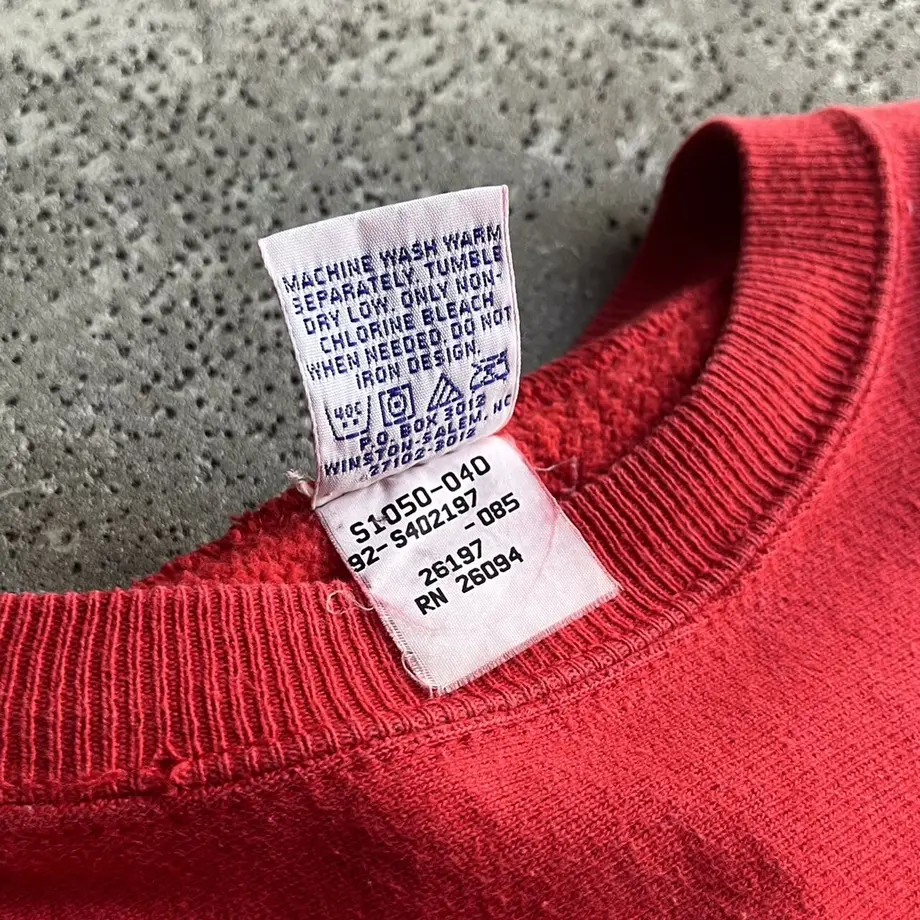 MACHINE WASH WARM
SEPARATELY. TUMBLE
DRY LOW. ONLY NON-
CHLORINE BLEACH
WHEN NEEDED. DO NOT
IRON DESIGN.
40C
P.O. BOX 3012
WINSTON-SALEM, NC
27102-3012
S1050-040
92-S402197
-085
26197
RN 26094